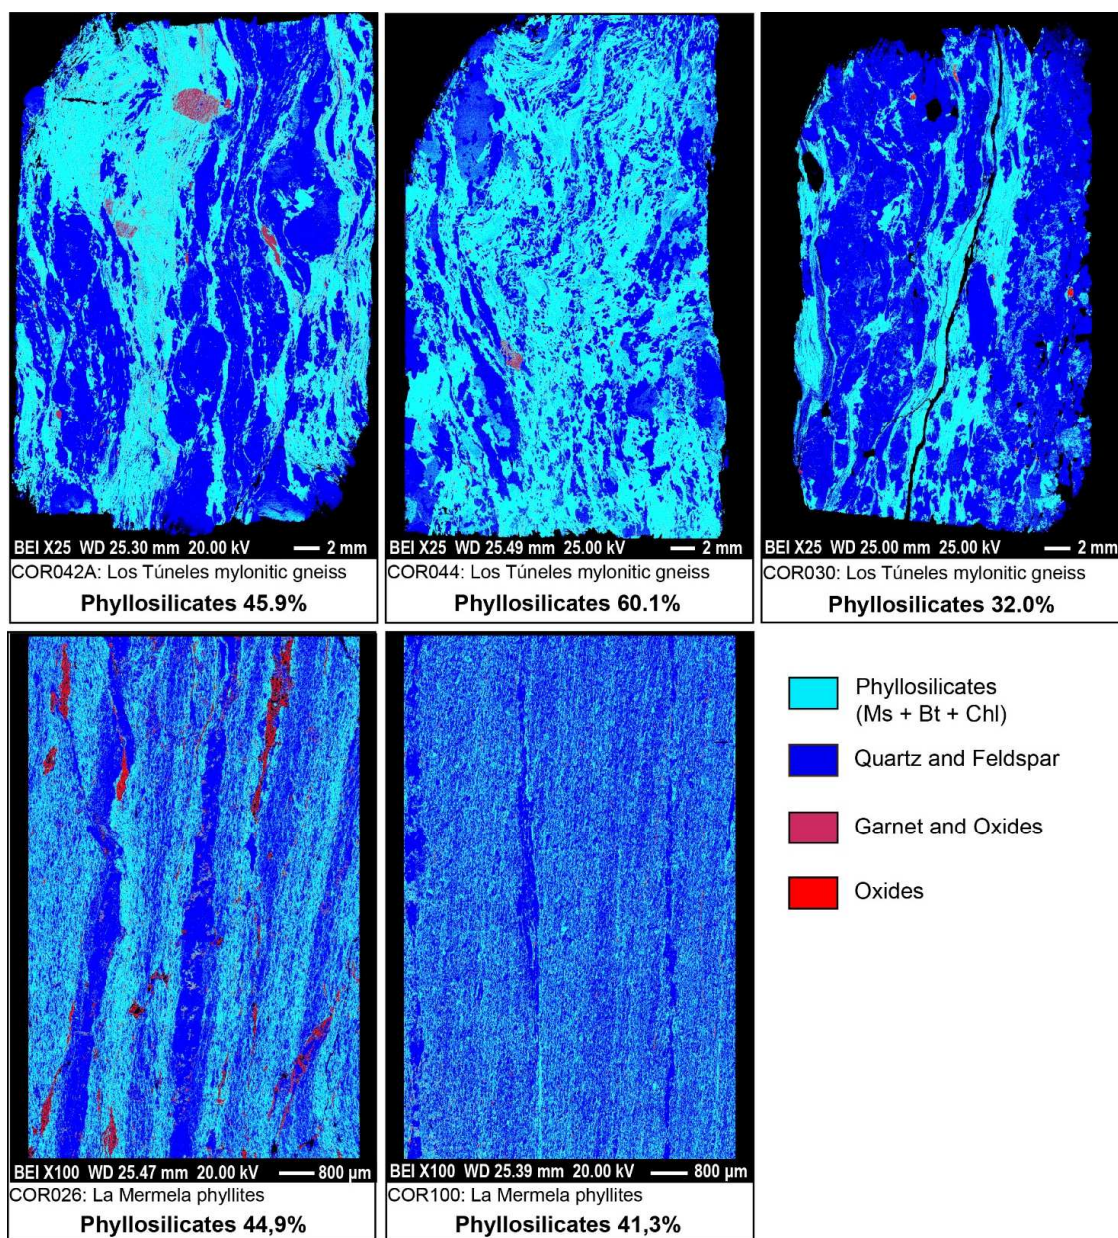 BEI X25 WD 25.30 mm 20.00 kV 2 mm
COR042A: Los Túneles mylonitic gneiss
Phyllosilicates 45.9%
BEI X25 WD 25.49 mm 25.00 kV 2 mm
COR044: Los Túneles mylonitic gneiss
Phyllosilicates 60.1%
BEI X25 WD 25.00 mm 25.00 kV 2 mm
COR030: Los Túneles mylonitic gneiss
Phyllosilicates 32.0%
BEI X100 WD 25.47 mm 20.00 kV 800 µm
COR026: La Mermela phyllites
Phyllosilicates 44,9%
BEI X100 WD 25.39 mm 20.00 kV 800 µm
COR100: La Mermela phyllites
Phyllosilicates 41,3%
Phyllosilicates
(Ms + Bt + Chl)
Quartz and Feldspar
Garnet and Oxides
Oxides